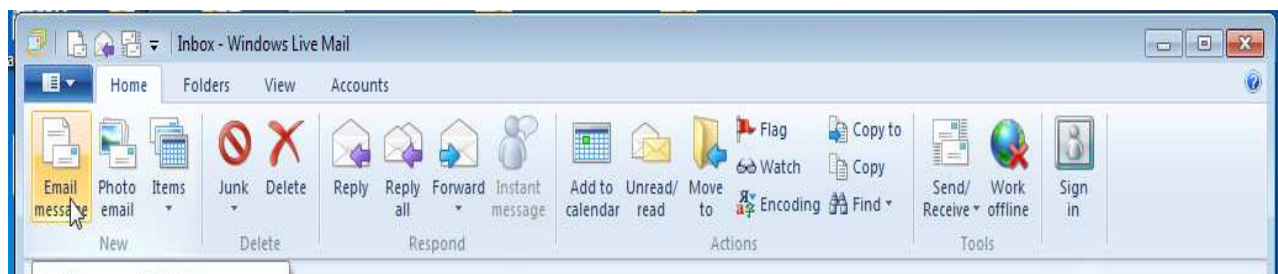 Inbox - Windows Live Mail
Home Folders View Accounts
Email message
Photo email
Items
Junk
Delete
Reply
Reply all
Forward
Instant message
Add to calendar
Unread/ read
Move to
Flag
Watch
Encoding
Copy to
Copy
Find
Send/ Receive
Work offline
Sign in
New
Delete
Respond
Actions
Tools